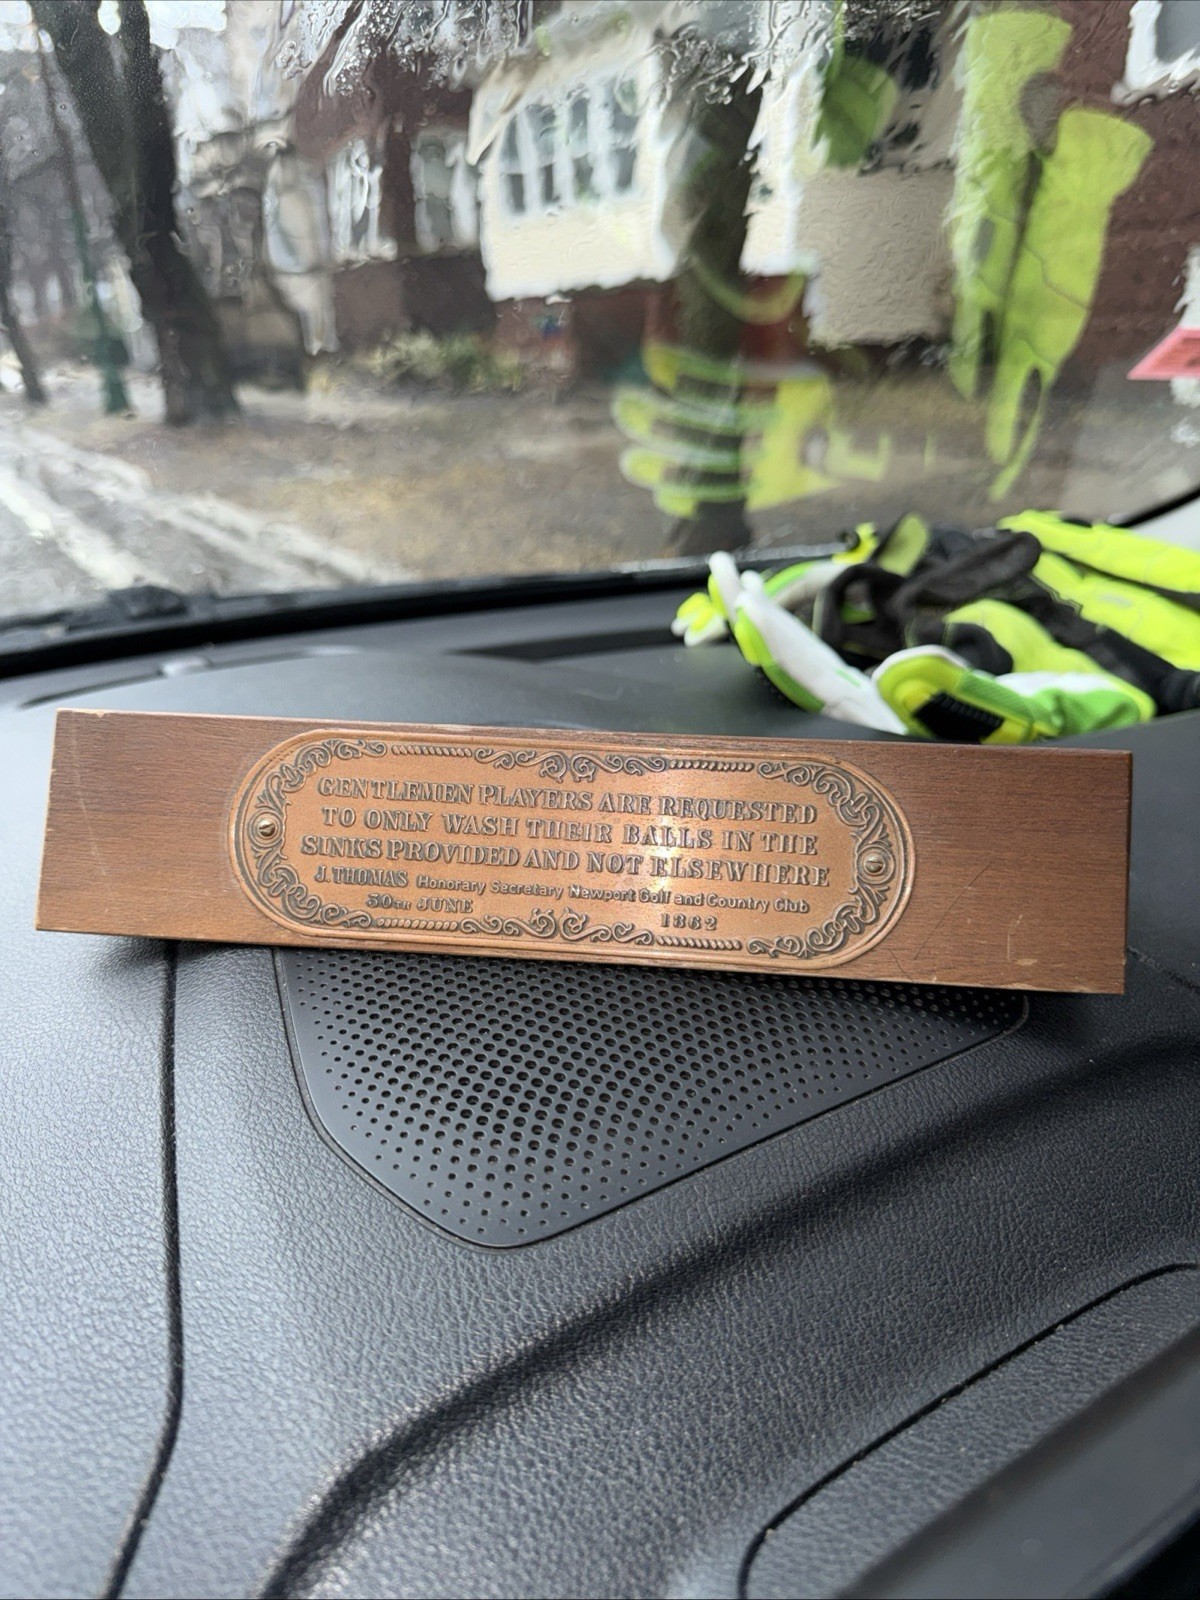 GENTLEMEN PLAYERS ARE REQUESTED
TO ONLY WASH THEIR BALLS IN THE
SINKS PROVIDED AND NOT ELSEWHERE
J. THOMAS Honorary Secretary Newport Golf and Country Club
30TH JUNE 1862